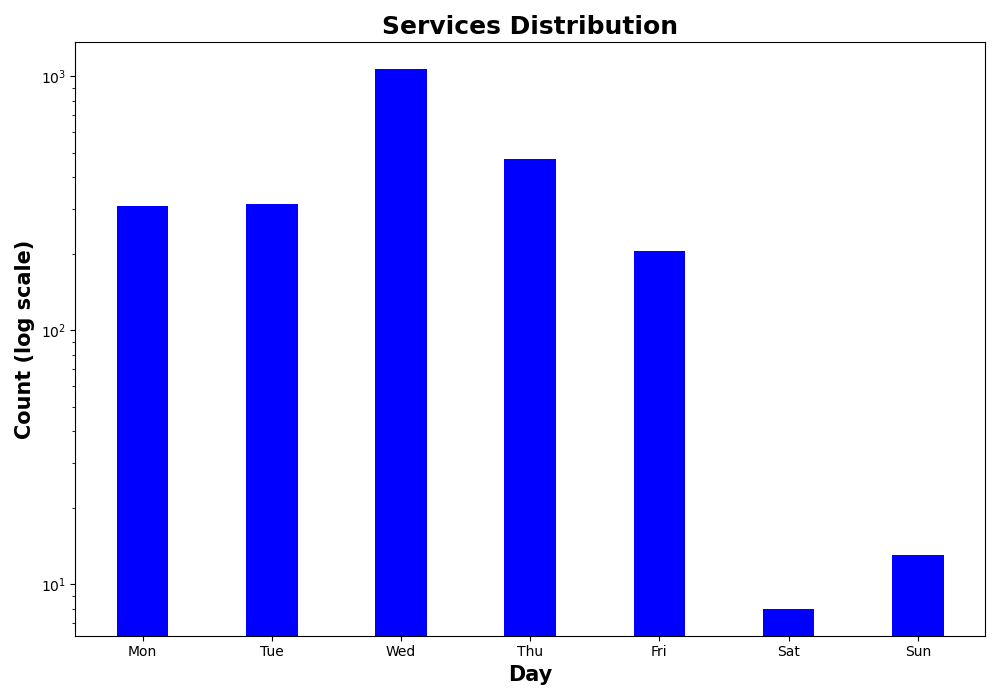 Services Distribution
Count (log scale)
10³
10²
10¹
Mon Tue Wed Thu Fri Sat Sun
Day